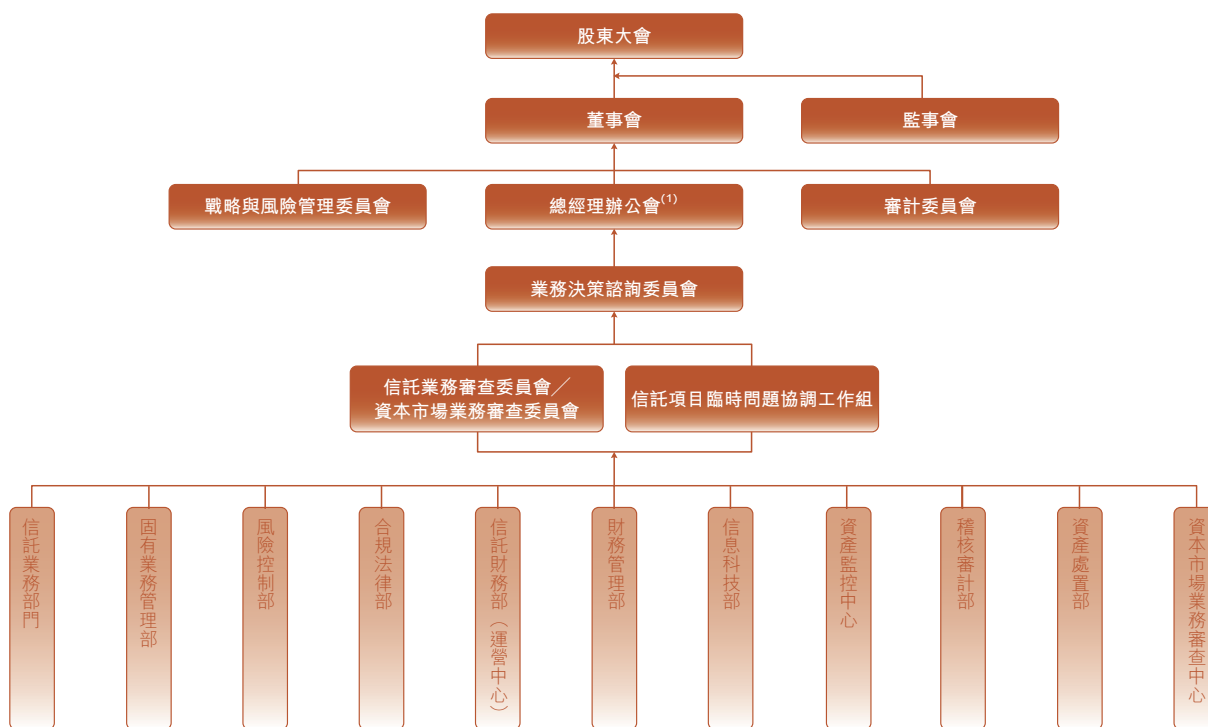 股東大會
董事會
監事會
戰略與風險管理委員會
總經理辦公會(1)
審計委員會
業務決策諮詢委員會
信託業務審查委員會／
資本市場業務審查委員會
信託項目臨時問題協調工作組
信託業務部門
固有業務管理部
風險控制部
合規法律部
信託財務部（運營中心）
財務管理部
信息科技部
資產監控中心
稽核審計部
資產處置部
資本市場業務審查中心